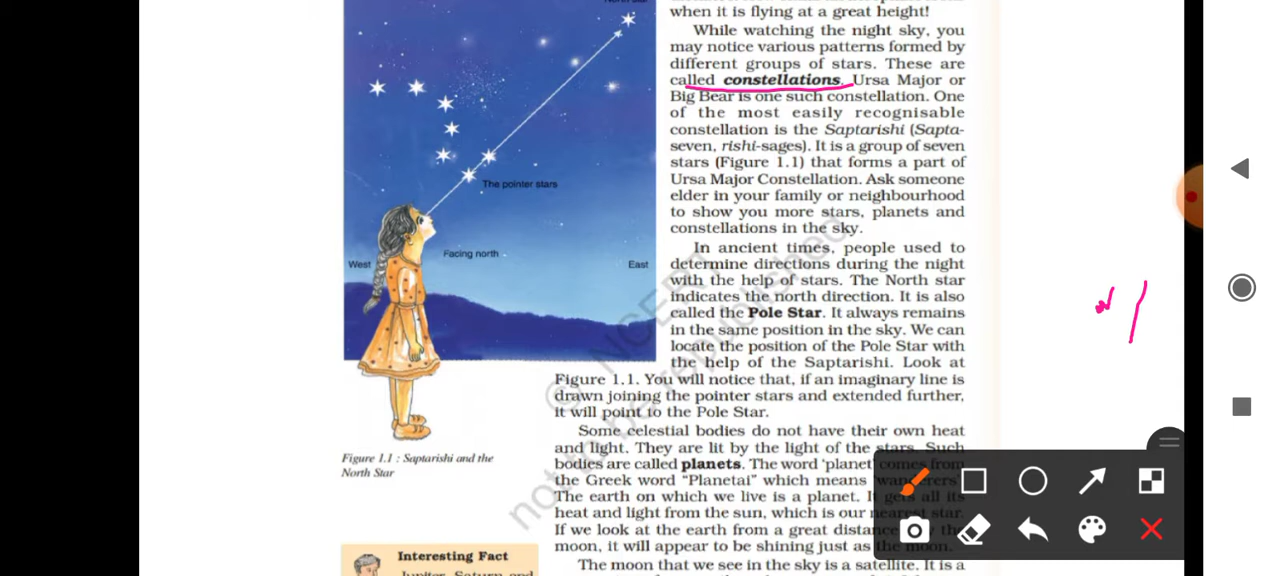 North star
when it is flying at a great height!
While watching the night sky, you
may notice various patterns formed by
different groups of stars. These are
called constellations. Ursa Major or
Big Bear is one such constellation. One
of the most easily recognisable
constellation is the Saptarishi (Sapta-
seven, rishi-sages). It is a group of seven
stars (Figure 1.1) that forms a part of
Ursa Major Constellation. Ask someone
elder in your family or neighbourhood
to show you more stars, planets and
constellations in the sky.
The pointer stars
Facing north
West
East
In ancient times, people used to
determine directions during the night
with the help of stars. The North star
indicates the north direction. It is also
called the Pole Star. It always remains
in the same position in the sky. We can
locate the position of the Pole Star with
the help of the Saptarishi. Look at
Figure 1.1. You will notice that, if an imaginary line is
drawn joining the pointer stars and extended further,
it will point to the Pole Star.
Figure 1.1 : Saptarishi and the
North Star
Some celestial bodies do not have their own heat
and light. They are lit by the light of the stars. Such
bodies are called planets. The word 'planet' comes from
the Greek word "Planetai" which means 'wanderers'.
The earth on which we live is a planet. It gets all its
heat and light from the sun, which is our nearest star.
If we look at the earth from a great distance, the
moon, it will appear to be shining just as the moon.
The moon that we see in the sky is a satellite. It is a
Interesting Fact
Jupiter, Saturn and
© NCERT
not to be republished